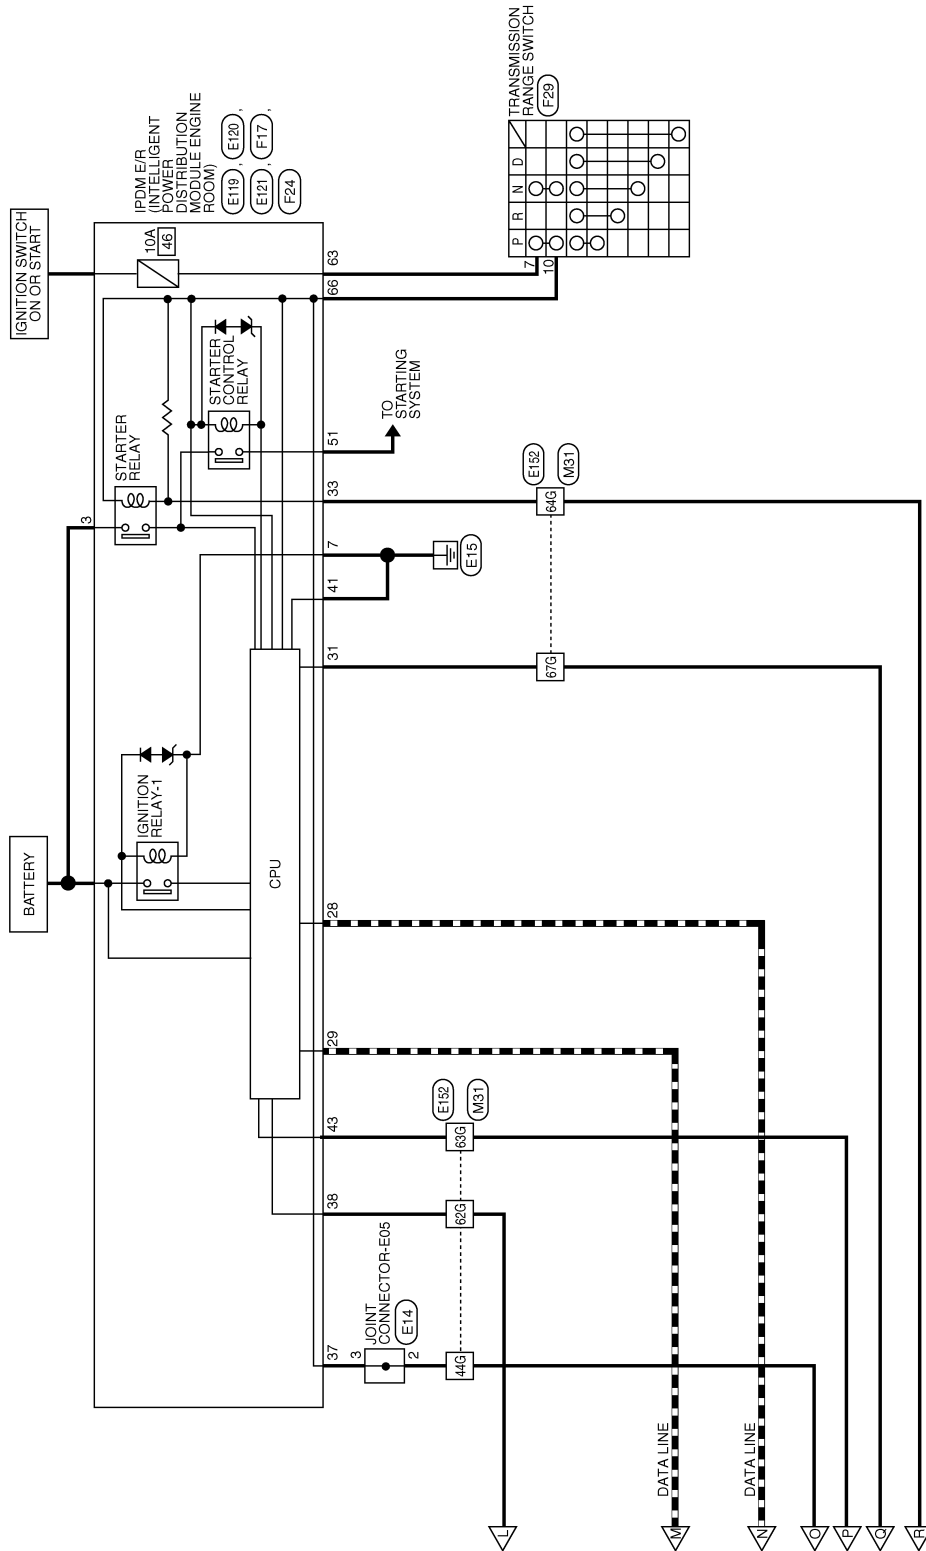 BATTERY
IGNITION SWITCH
ON OR START
3
IGNITION
RELAY-1
STARTER
RELAY
STARTER
CONTROL
RELAY
10A
46
IPDM E/R
(INTELLIGENT
POWER
DISTRIBUTION
MODULE ENGINE
ROOM)
E119 , E120 ,
E121 , F17 ,
F24
CPU
37
38
43
29
28
31
41
7
33
51
66
63
JOINT
CONNECTOR-E05
E14
3
2
44G
62G
63G
E152
M31
E15
TO
STARTING
SYSTEM
67G
64G
E152
M31
7
10
TRANSMISSION
RANGE SWITCH
F29
P
R
N
D
DATA LINE
DATA LINE
L
M
N
O
P
Q
R